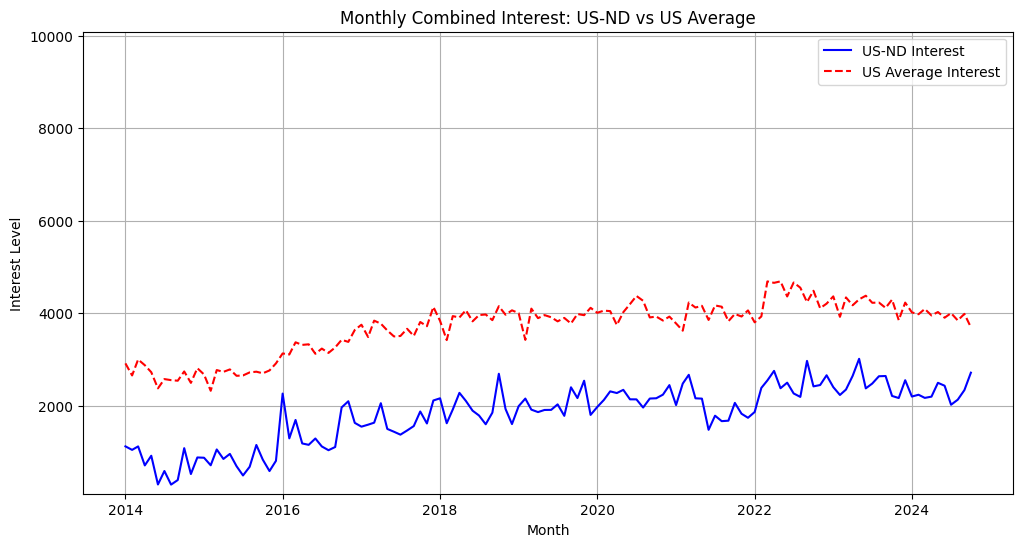 Monthly Combined Interest: US-ND vs US Average
10000
8000
6000
4000
2000
Interest Level
US-ND Interest
US Average Interest
2014 2016 2018 2020 2022 2024
Month